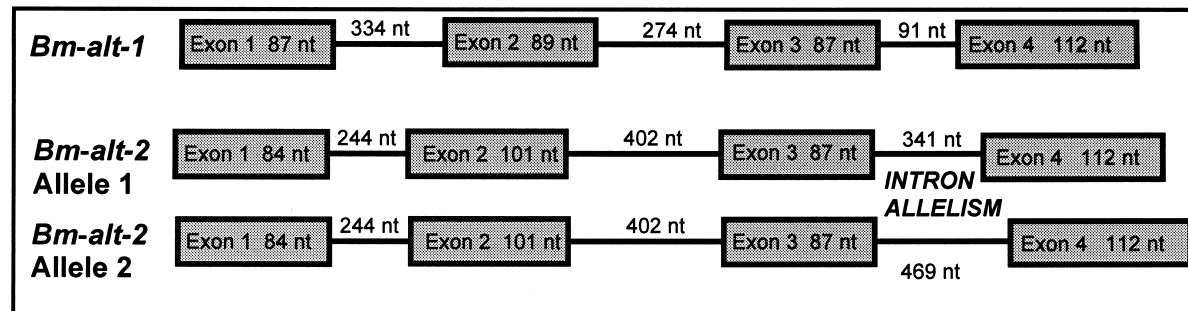 334 nt 274 nt 91 nt
Bm-alt-1 Exon 1 87 nt Exon 2 89 nt Exon 3 87 nt Exon 4 112 nt
244 nt 402 nt 341 nt
Bm-alt-2 Exon 1 84 nt Exon 2 101 nt Exon 3 87 nt Exon 4 112 nt
Allele 1 INTRON
ALLELISM
244 nt 402 nt
Bm-alt-2 Exon 1 84 nt Exon 2 101 nt Exon 3 87 nt Exon 4 112 nt
Allele 2 469 nt